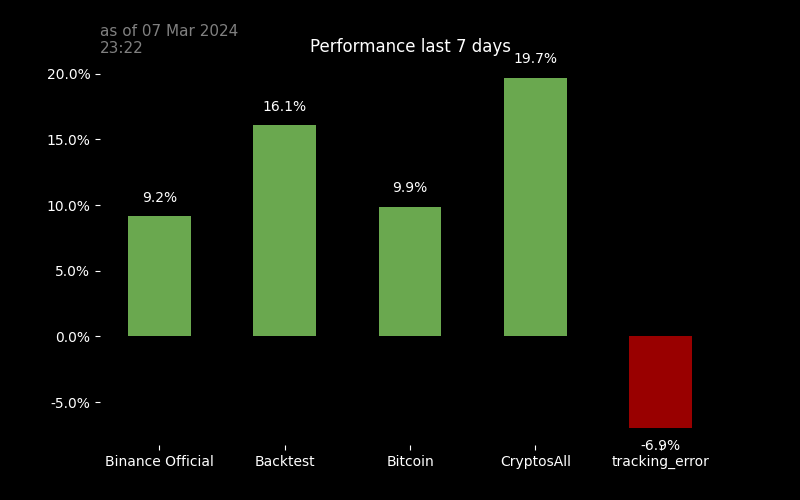 as of 07 Mar 2024
23:22
Performance last 7 days
20.0%
15.0%
10.0%
5.0%
0.0%
-5.0%
9.2%
16.1%
9.9%
19.7%
-6.9%
Binance Official
Backtest
Bitcoin
CryptosAll
tracking_error